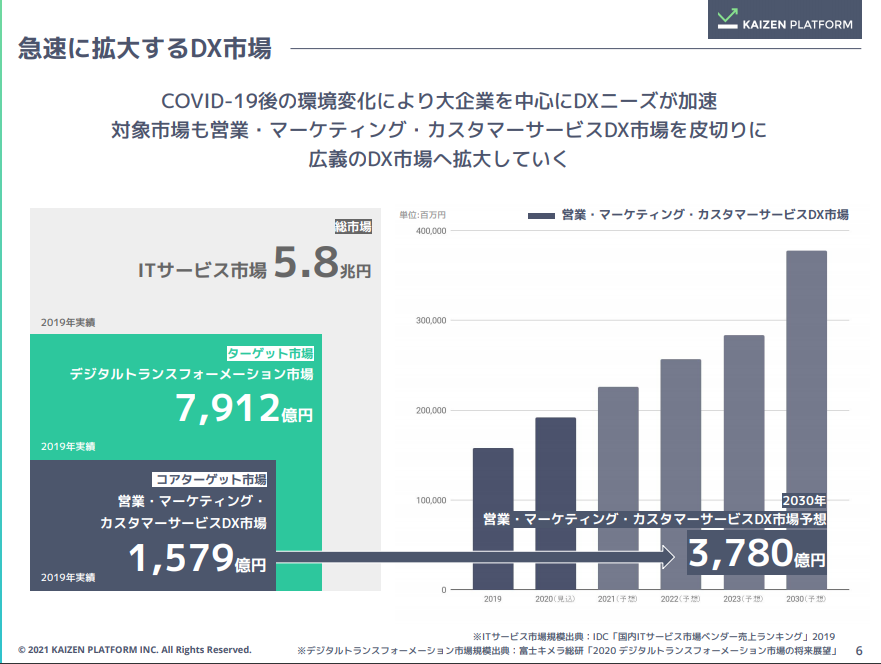 KAIZEN PLATFORM
急速に拡大するDX市場
COVID-19後の環境変化により大企業を中心にDXニーズが加速
対象市場も営業・マーケティング・カスタマーサービスDX市場を皮切りに
広義のDX市場へ拡大していく
総市場
ITサービス市場 5.8兆円
2019年実績
ターゲット市場
デジタルトランスフォーメーション市場
7,912億円
2019年実績
コアターゲット市場
営業・マーケティング・
カスタマーサービスDX市場
1,579億円
2019年実績
単位:百万円
営業・マーケティング・カスタマーサービスDX市場
400,000
300,000
200,000
100,000
0
2030年
営業・マーケティング・カスタマーサービスDX市場予想
3,780億円
2019 2020(見込) 2021(予想) 2022(予想) 2023(予想) 2030(予想)
※ITサービス市場規模出典：IDC「国内ITサービス市場ベンダー売上ランキング」2019
※デジタルトランスフォーメーション市場規模出典：富士キメラ総研「2020 デジタルトランスフォーメーション市場の将来展望」
© 2021 KAIZEN PLATFORM INC. All Rights Reserved.
6